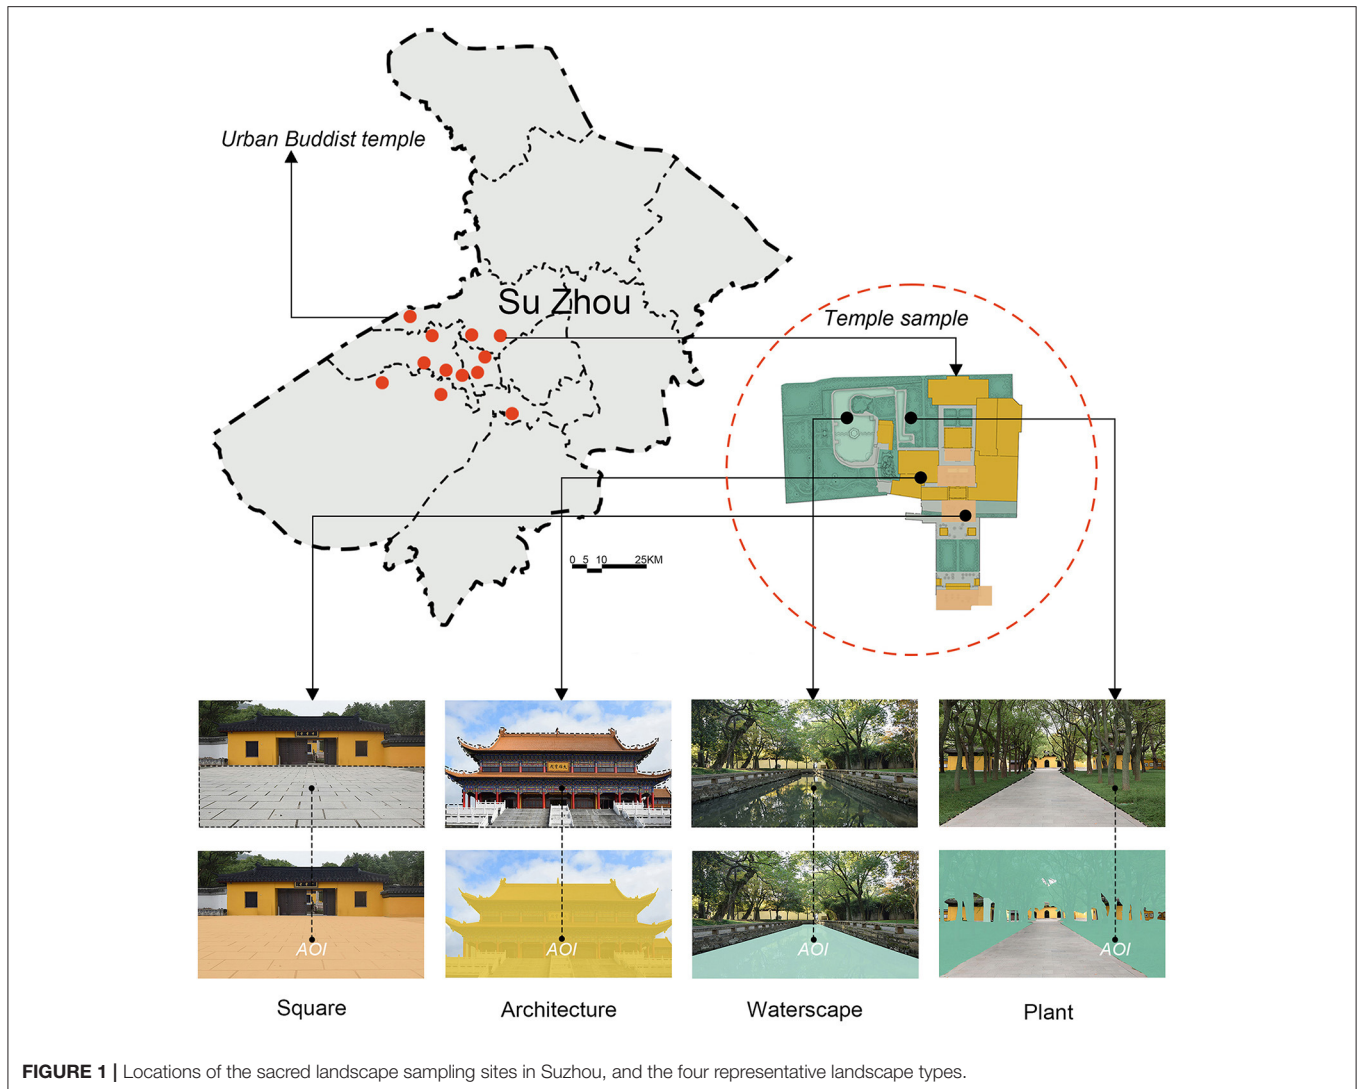 Urban Buddist temple
Su Zhou
Temple sample
0 5 10 25KM
AOI AOI AOI AOI
Square Architecture Waterscape Plant
FIGURE 1 | Locations of the sacred landscape sampling sites in Suzhou, and the four representative landscape types.